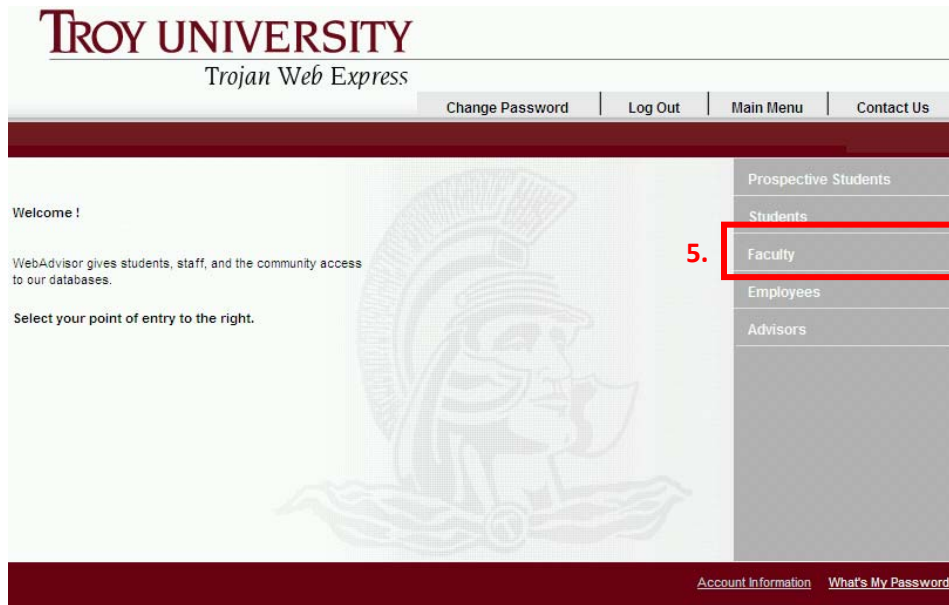 TROY UNIVERSITY
Trojan Web Express
Change Password Log Out Main Menu Contact Us
Prospective Students
Welcome !
Students
5. Faculty
WebAdvisor gives students, staff, and the community access
to our databases.
Employees
Select your point of entry to the right.
Advisors
Account Information What's My Password